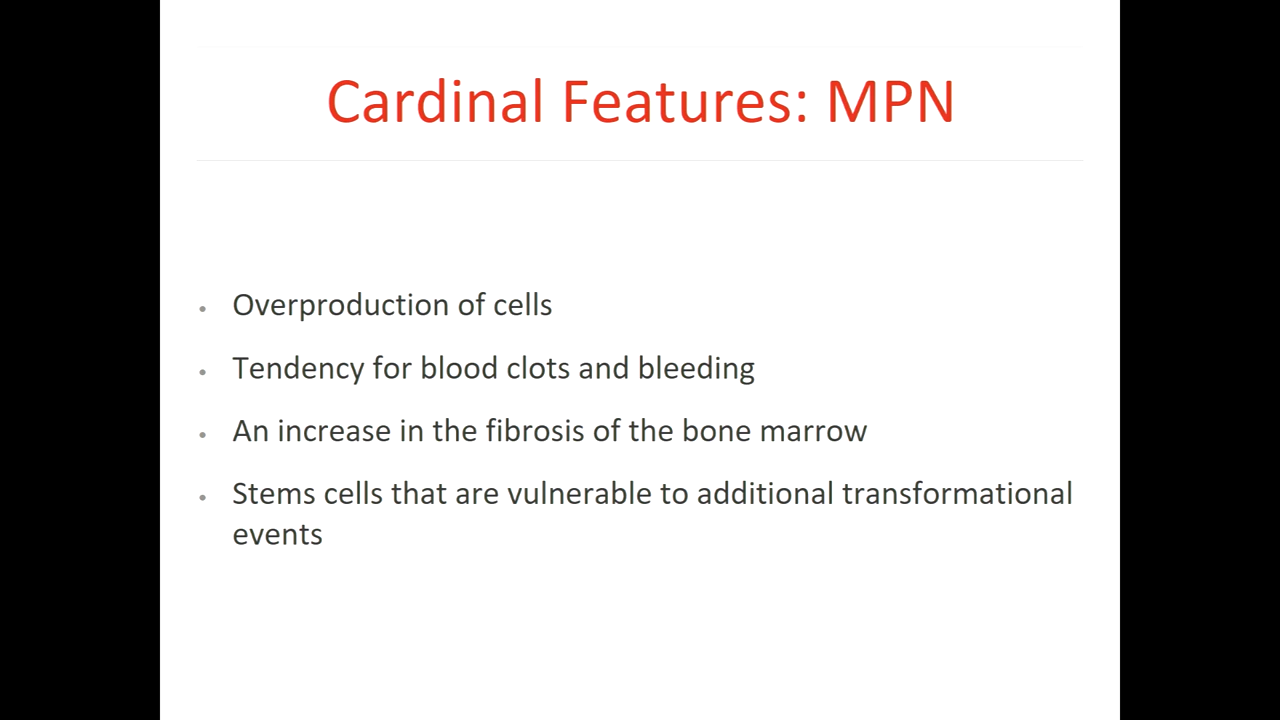 Cardinal Features: MPN
• Overproduction of cells
• Tendency for blood clots and bleeding
• An increase in the fibrosis of the bone marrow
• Stems cells that are vulnerable to additional transformational
events